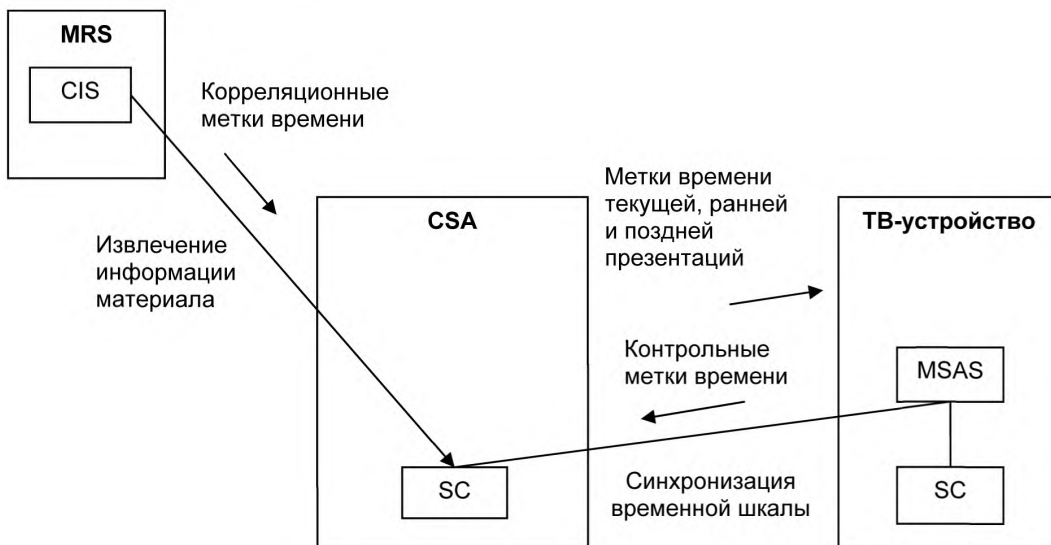 MRS
CIS
Корреляционные
метки времени
Извлечение
информации
материала
CSA
SC
Метки времени
текущей, ранней
и поздней
презентаций
Контрольные
метки времени
Синхронизация
временной шкалы
ТВ-устройство
MSAS
SC